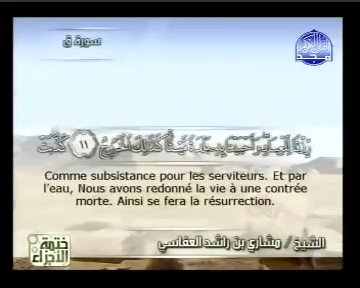 سورة ق
المجد
رِّزْقًا لِّلْعِبَادِ وَأَحْيَيْنَا بِهِ بَلْدَةً مَّيْتًا كَذَٰلِكَ الْخُرُوجُ ١١ كَذَّبَتْ
Comme subsistance pour les serviteurs. Et par
l'eau, Nous avons redonné la vie à une contrée
morte. Ainsi se fera la résurrection.
الشيخ / مشاري بن راشد العفاسي
ختمة
الأجزاء